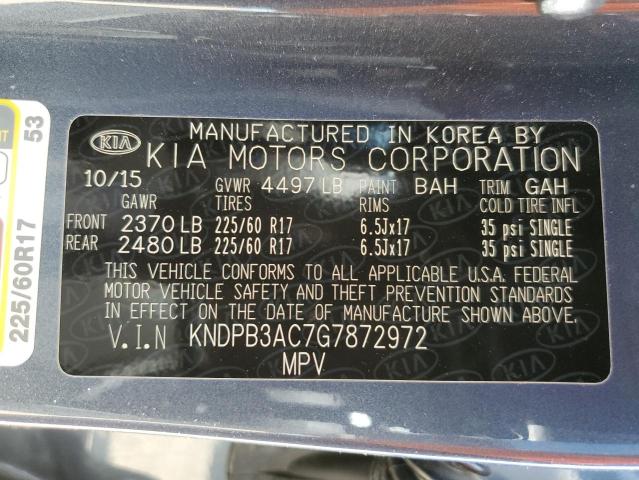 KIA
MANUFACTURED IN KOREA BY
KIA MOTORS CORPORATION
10/15 GVWR 4497 LB PAINT BAH TRIM GAH
GAWR TIRES RIMS COLD TIRE INFL
FRONT 2370 LB 225/60 R17 6.5Jx17 35 psi SINGLE
REAR 2480 LB 225/60 R17 6.5Jx17 35 psi SINGLE
THIS VEHICLE CONFORMS TO ALL APPLICABLE U.S.A. FEDERAL
MOTOR VEHICLE SAFETY AND THEFT PREVENTION STANDARDS
IN EFFECT ON THE DATE OF MANUFACTURE SHOWN ABOVE.
V.I.N KNDPB3AC7G7872972
MPV
53
225/60R17